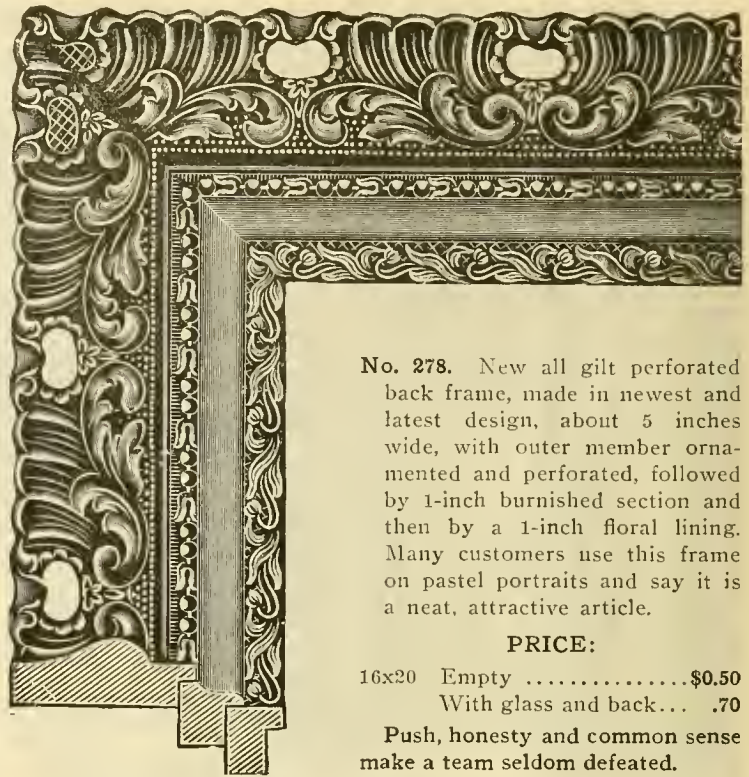 No. 278. New all gilt perforated
back frame, made in newest and
latest design, about 5 inches
wide, with outer member orna-
mented and perforated, followed
by 1-inch burnished section and
then by a 1-inch floral lining.
Many customers use this frame
on pastel portraits and say it is
a neat, attractive article.
PRICE:
16x20 Empty ...............$0.50
With glass and back... .70
Push, honesty and common sense
make a team seldom defeated.